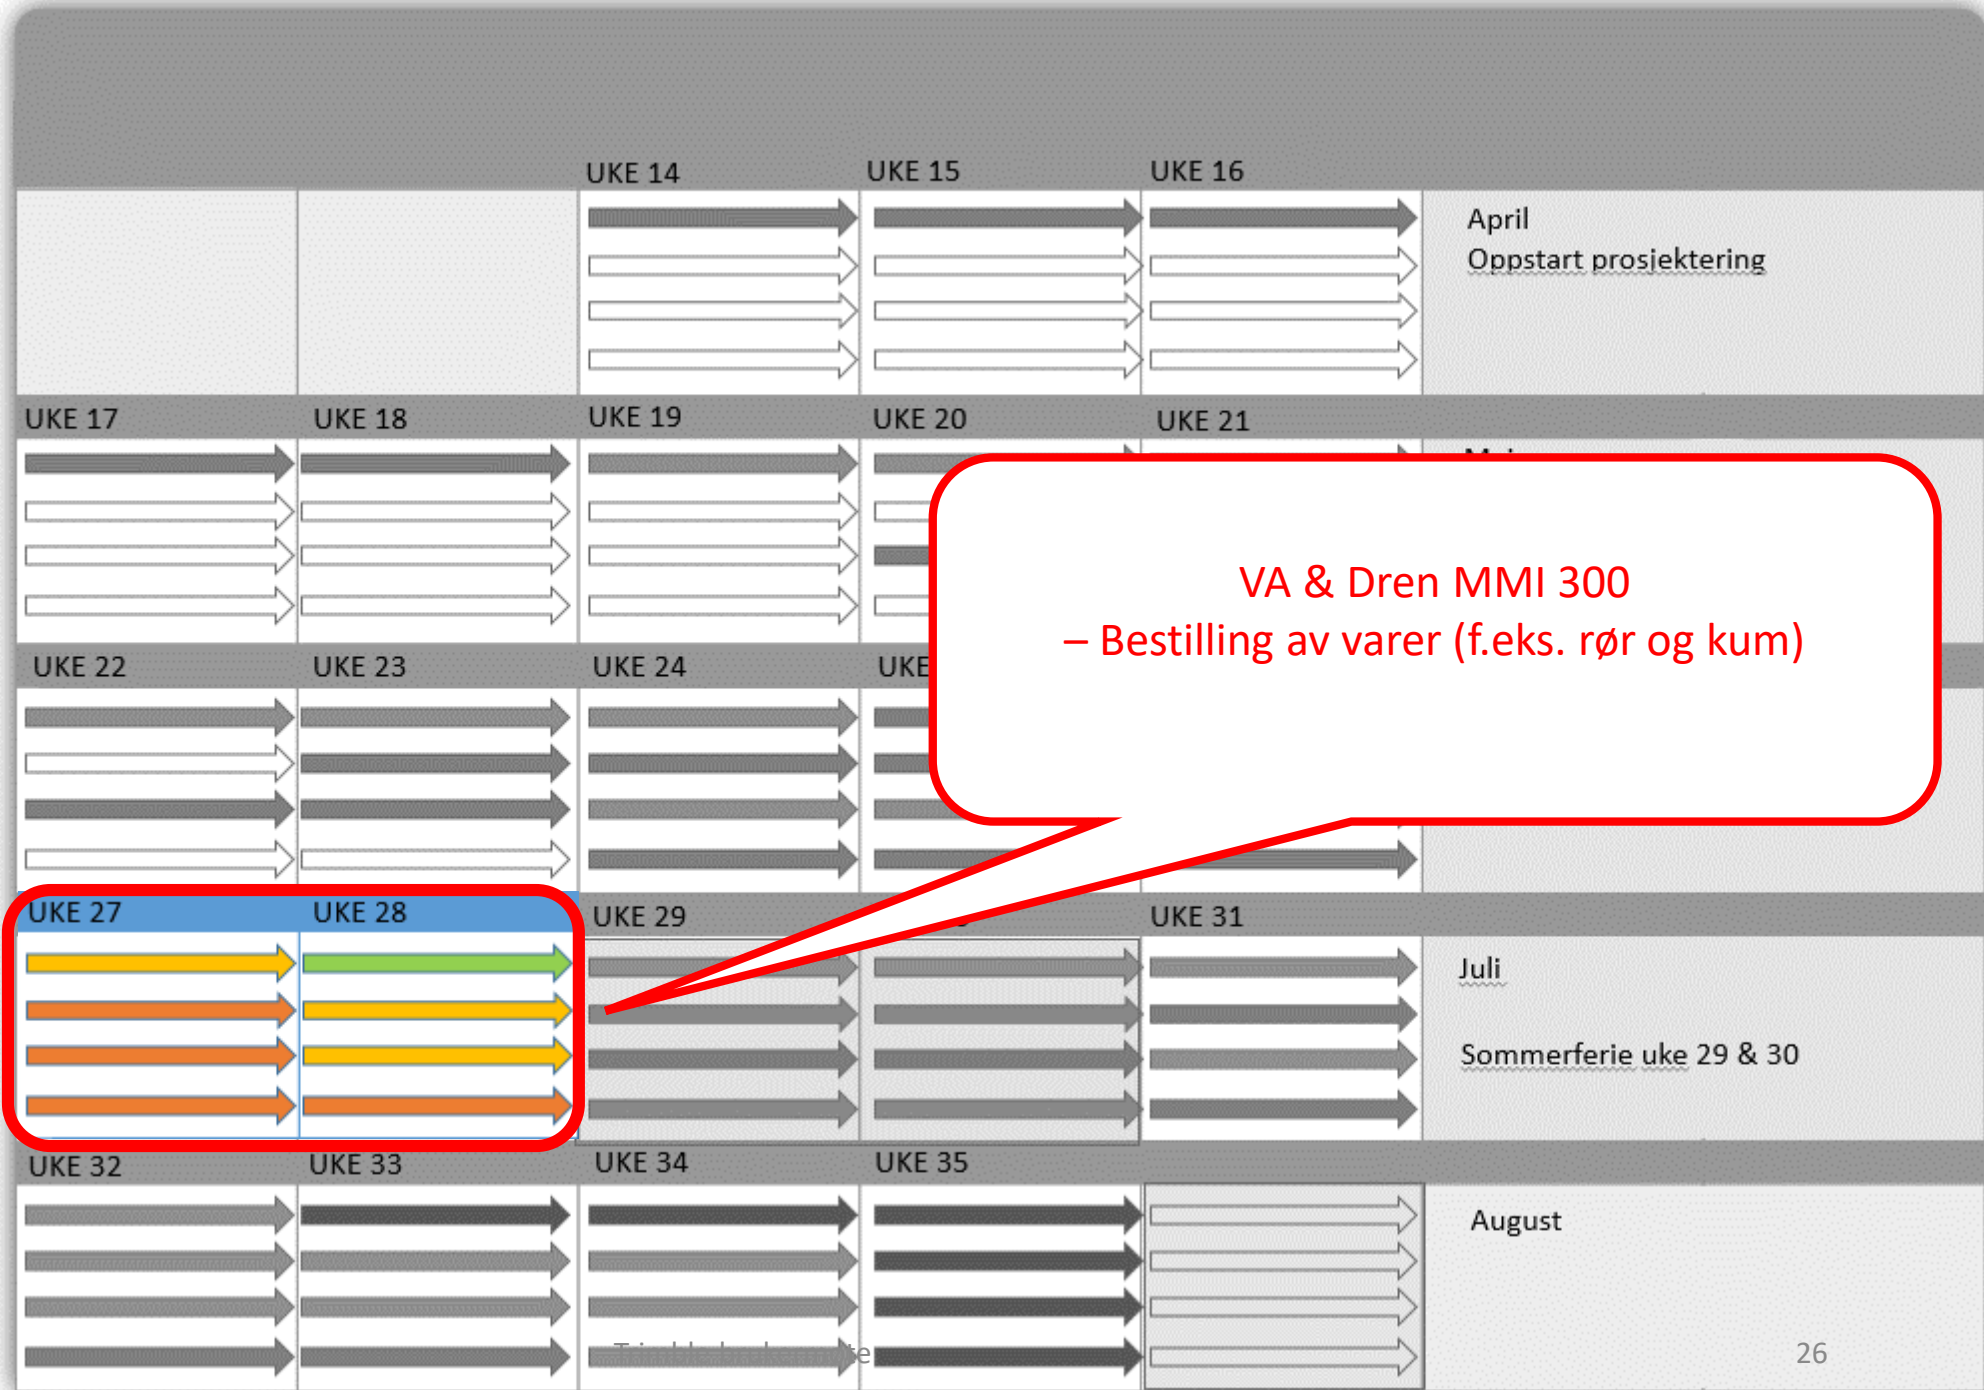 UKE 14 UKE 15 UKE 16
April
Oppstart prosjektering
UKE 17 UKE 18 UKE 19 UKE 20 UKE 21
VA & Dren MMI 300
– Bestilling av varer (f.eks. rør og kum)
UKE 22 UKE 23 UKE 24 UKE
UKE 27 UKE 28 UKE 29 UKE 31
Juli
Sommerferie uke 29 & 30
UKE 32 UKE 33 UKE 34 UKE 35
August
26